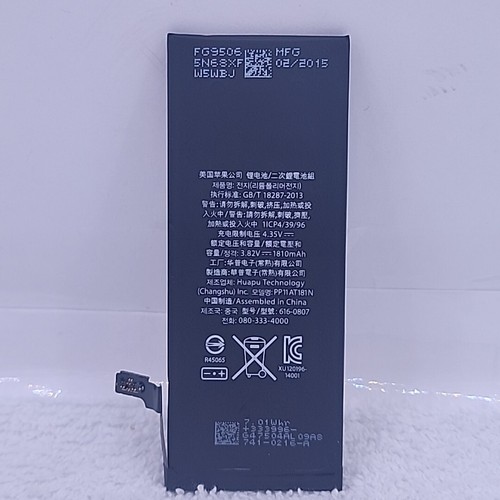 FG9506 MFG
5N68XF 02/2015
W5WBJ
美国苹果公司 锂电池/二次鋰電池組
제품명: 전지(리튬폴리머전지)
执行标准: GB/T 18287-2013
警告:请勿拆解,刺破,挤压,加热或投
入火中/警告:請勿拆解,刺破,擠壓,
加熱或投入火中 1ICP4/39/96
充电限制电压 4.35V
额定电压和容量/額定電壓和
容量/정격: 3.82V 1810mAh
工厂: 华普电子(常熟)有限公司
製造商: 華普電子(常熟)有限公司
제조업체: Huapu Technology
(Changshu) Inc. 모델명: PP11AT181N
中国制造/Assembled in China
제조국: 중국 型号/型號: 616-0807
전화: 080-333-4000
R45065
XU120196-
14001
7.01Whr
+333996-
G47504AL09AB
741-0216-A